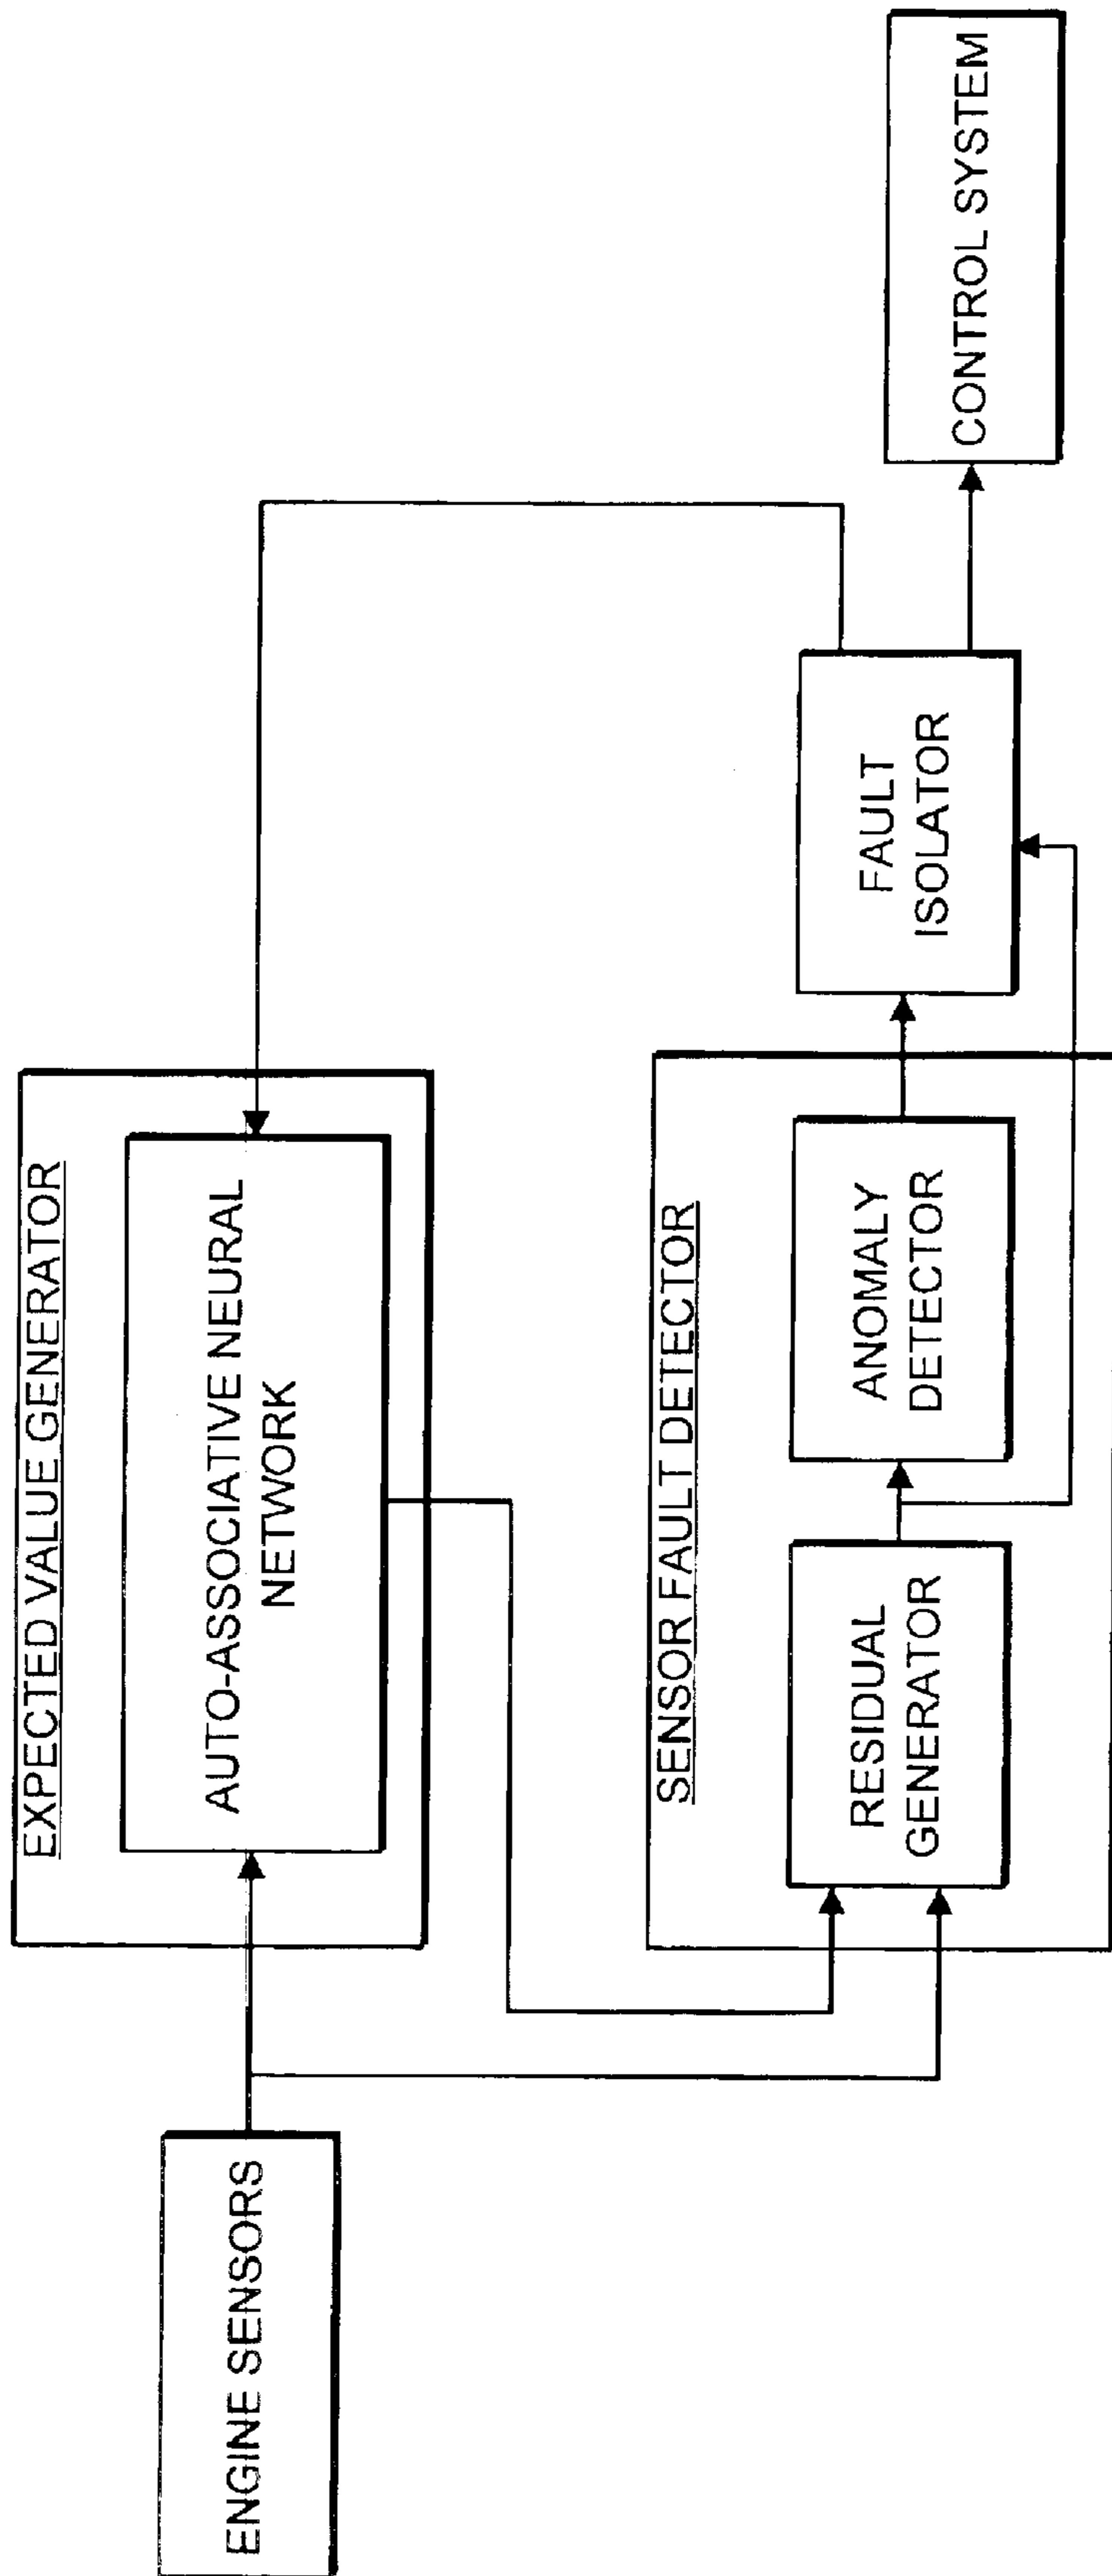 EXPECTED VALUE GENERATOR
ENGINE SENSORS
AUTO-ASSOCIATIVE NEURAL
NETWORK
SENSOR FAULT DETECTOR
RESIDUAL
GENERATOR
ANOMALY
DETECTOR
FAULT
ISOLATOR
CONTROL SYSTEM